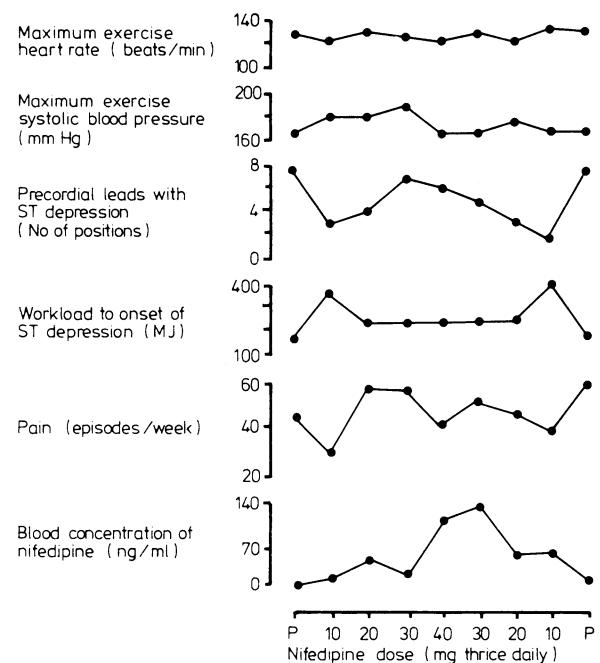 Maximum exercise
heart rate ( beats/min)
140
100
Maximum exercise
systolic blood pressure
( mm Hg )
200
160
Precordial leads with
ST depression
( No of positions )
8
4
0
Workload to onset of
ST depression ( MJ )
400
100
Pain (episodes /week)
60
40
20
Blood concentration of
nifedipine ( ng/ml )
140
70
0
P 10 20 30 40 30 20 10 P
Nifedipine dose ( mg thrice daily )